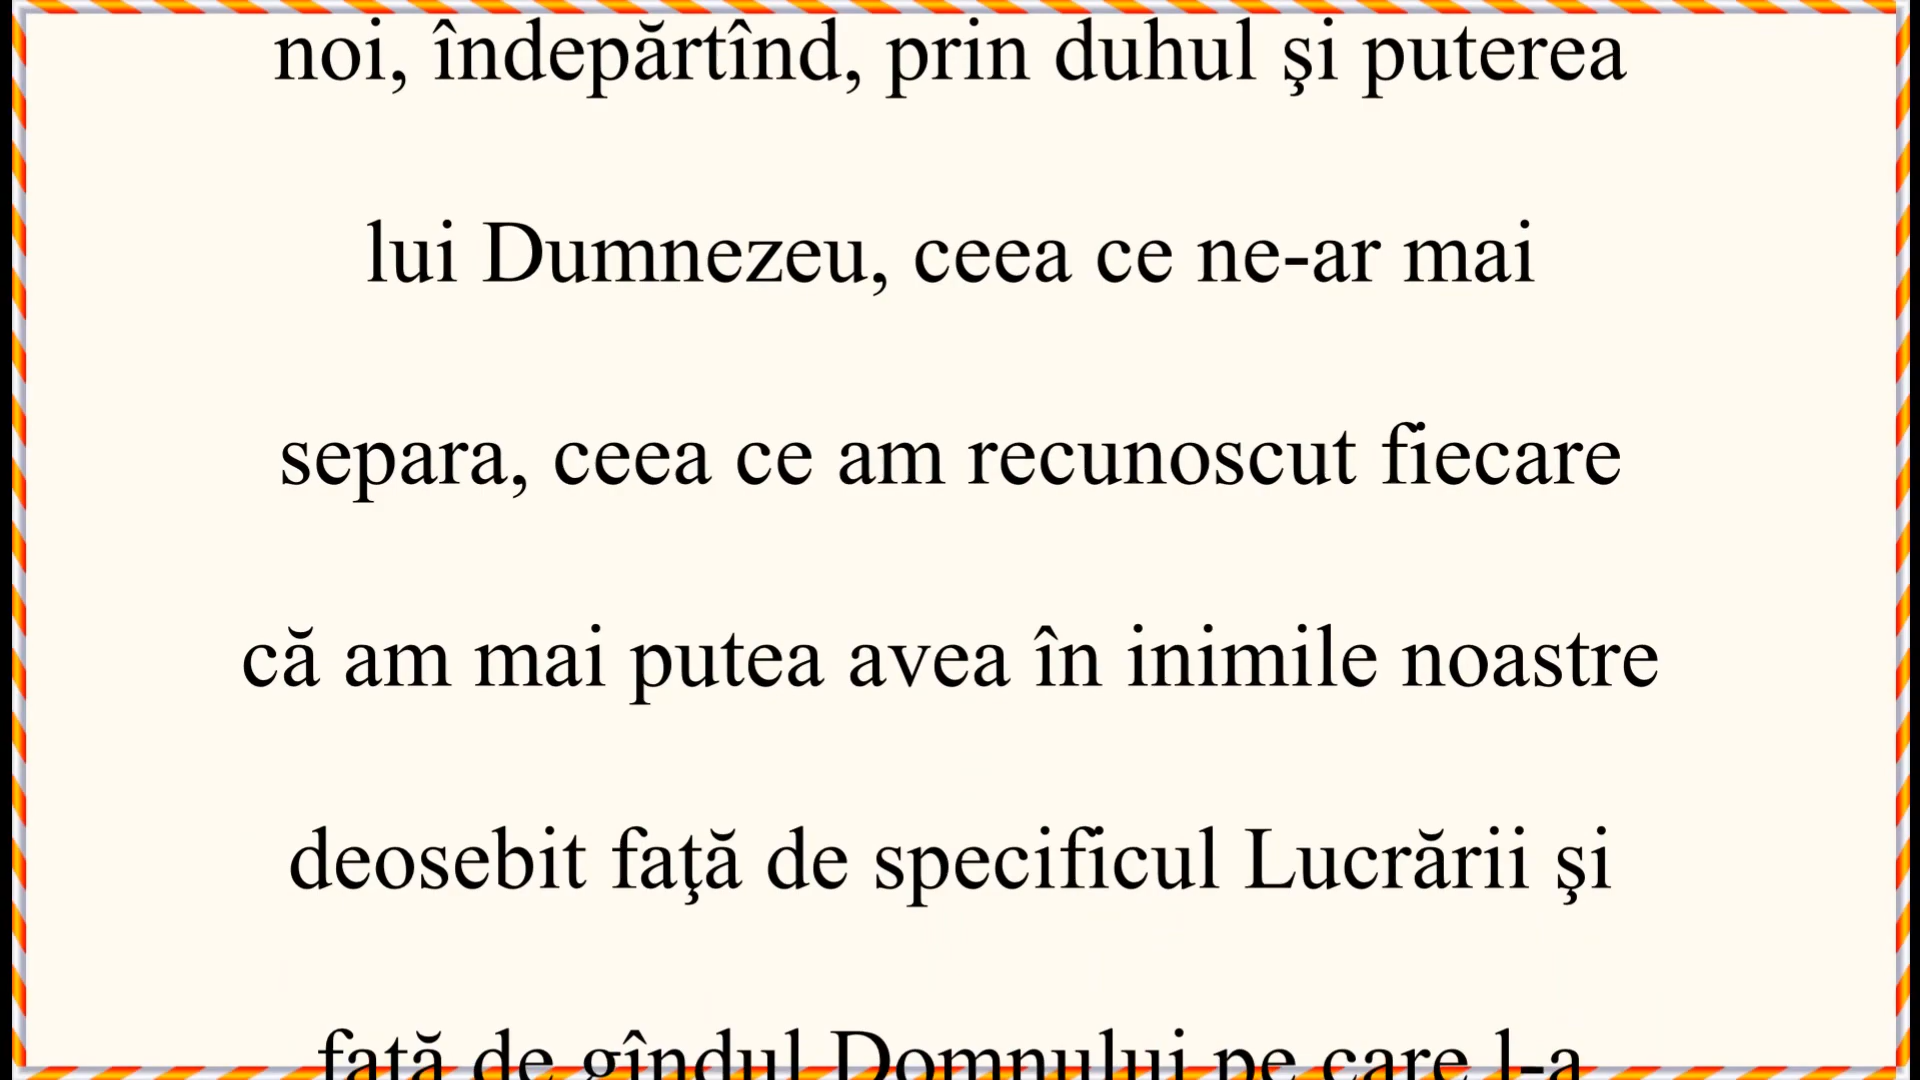 noi, îndepărtînd, prin duhul şi puterea
lui Dumnezeu, ceea ce ne-ar mai
separa, ceea ce am recunoscut fiecare
că am mai putea avea în inimile noastre
deosebit faţă de specificul Lucrării şi
faţă de gîndul Domnului pe care l-a